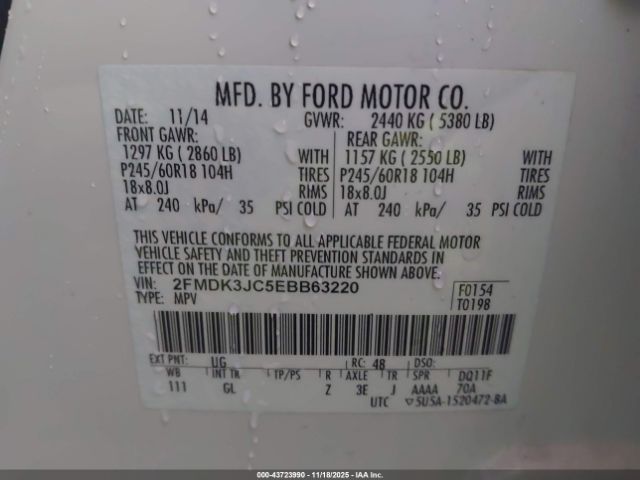 MFD. BY FORD MOTOR CO.
DATE: 11/14 GVWR: 2440 KG ( 5380 LB)
FRONT GAWR: REAR GAWR:
1297 KG ( 2860 LB) WITH 1157 KG ( 2550 LB) WITH
P245/60R18 104H TIRES P245/60R18 104H TIRES
18x8.0J RIMS 18x8.0J RIMS
AT 240 kPa/ 35 PSI COLD AT 240 kPa/ 35 PSI COLD
THIS VEHICLE CONFORMS TO ALL APPLICABLE FEDERAL MOTOR
VEHICLE SAFETY AND THEFT PREVENTION STANDARDS IN
EFFECT ON THE DATE OF MANUFACTURE SHOWN ABOVE.
VIN: 2FMDK3JC5EBB63220 F0154
TYPE: MPV T0198
EXT PNT: UG RC: 48 DSO:
WB INT TR TP/PS R AXLE TR SPR DQ11F
111 GL Z 3E J AAAA 70A
UTC ▽5U5A-1520472-BA
000-43723990 - 11/18/2025 - IAAI.COM